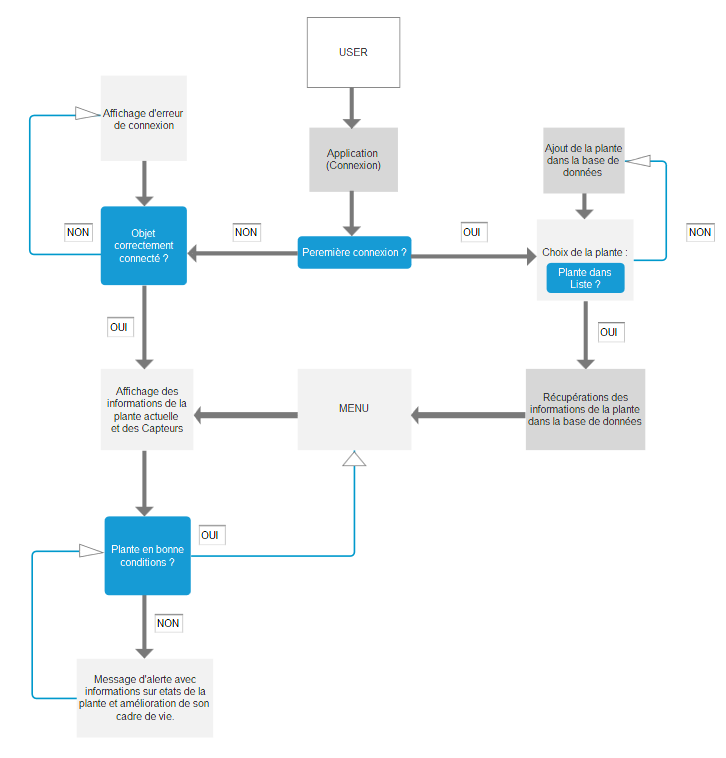 USER
Affichage d'erreur
de connexion
Application
(Connexion)
Ajout de la plante
dans la base de
données
NON
Objet
correctement
connecté ?
NON
Peremière connexion ?
OUI
Choix de la plante :
Plante dans
Liste ?
NON
OUI
OUI
Affichage des
informations de la
plante actuelle
et des Capteurs
MENU
Récupérations des
informations de la plante
dans la base de données
Plante en bonne
conditions ?
OUI
NON
Message d'alerte avec
informations sur etats de la
plante et amélioration de son
cadre de vie.